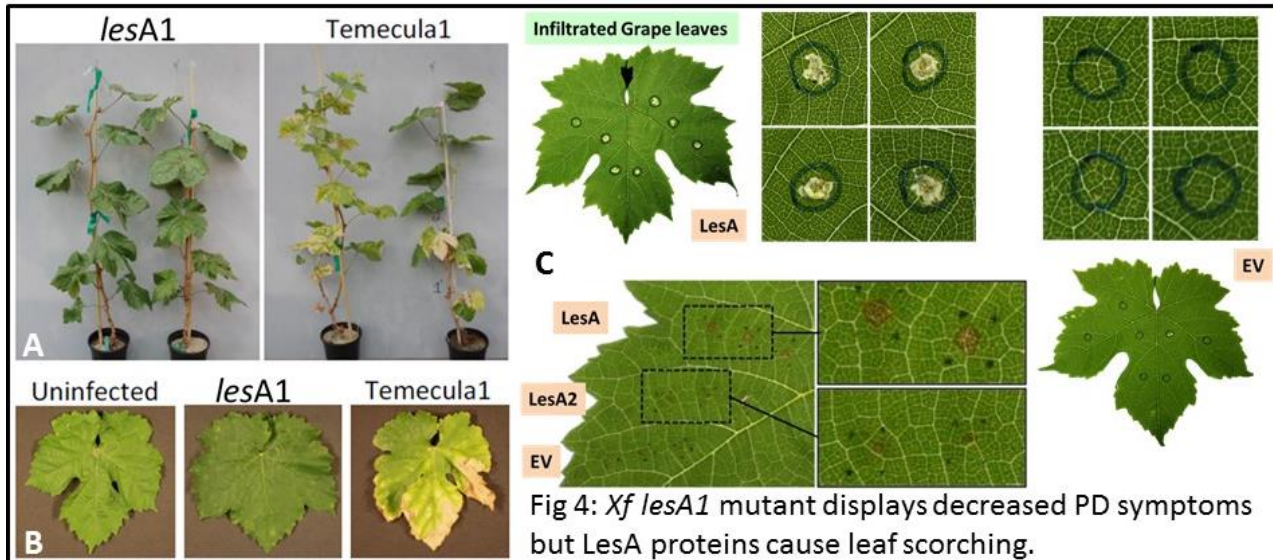 lesA1
Temecula1
A
Uninfected
lesA1
Temecula1
B
Infiltrated Grape leaves
LesA
C
EV
LesA
LesA2
EV
Fig 4: Xf lesA1 mutant displays decreased PD symptoms
but LesA proteins cause leaf scorching.